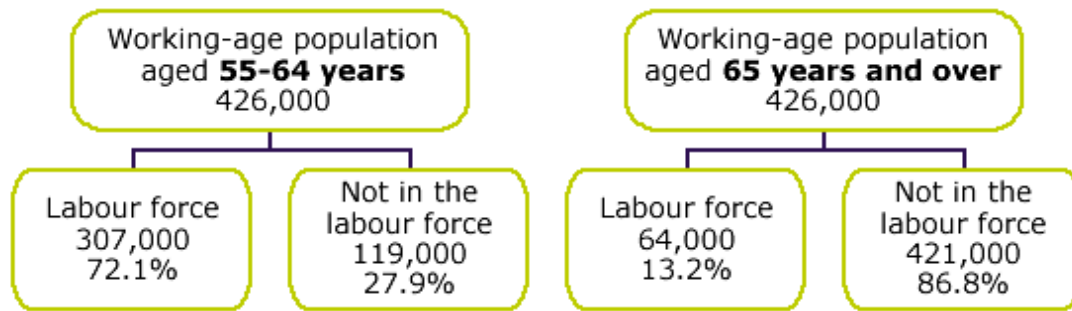 Working-age population
aged 55-64 years
426,000
Working-age population
aged 65 years and over
426,000
Labour force
307,000
72.1%
Not in the
labour force
119,000
27.9%
Labour force
64,000
13.2%
Not in the
labour force
421,000
86.8%